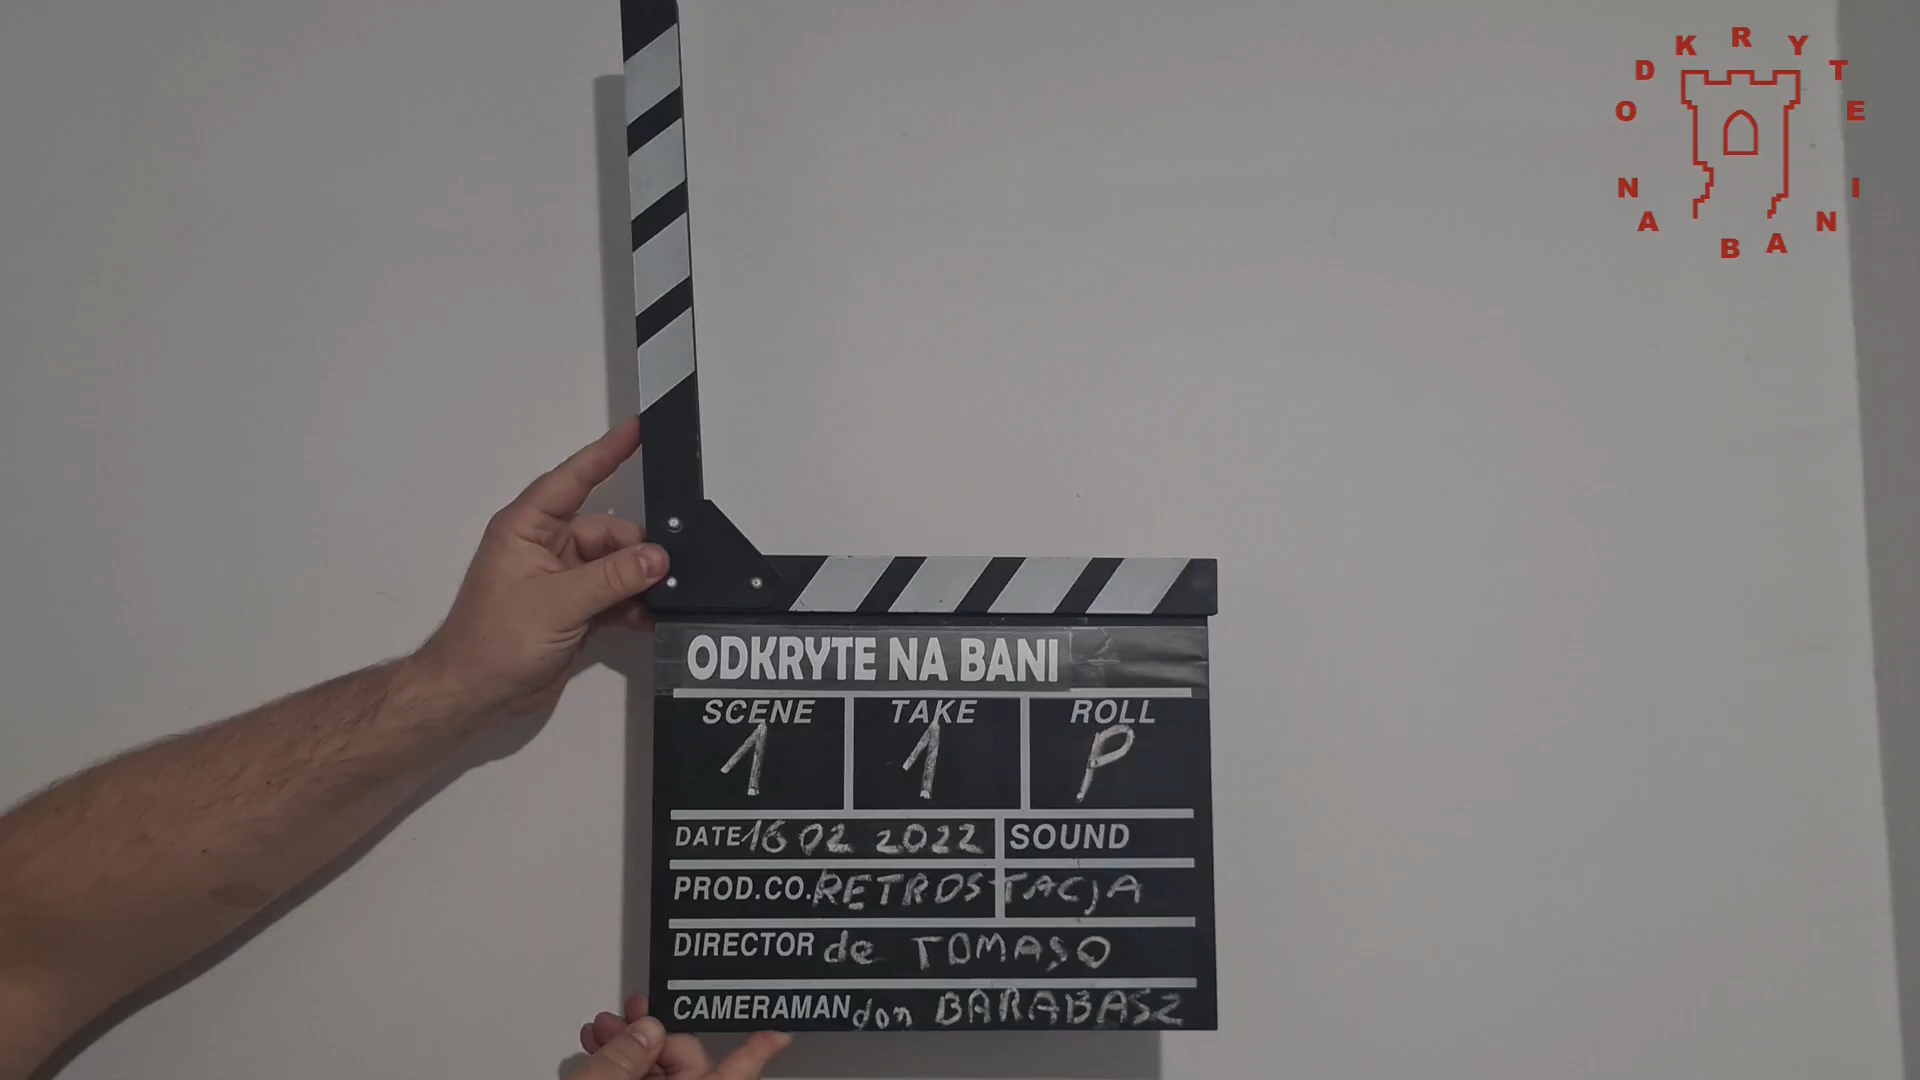 ODKRYTE NA BANI
ODKRYTE NA BANI
SCENE TAKE ROLL
1 1 P
DATE 16 02 2022 SOUND
PROD.CO. RETROSTACJA
DIRECTOR de TOMASO
CAMERAMAN don BARABASZ